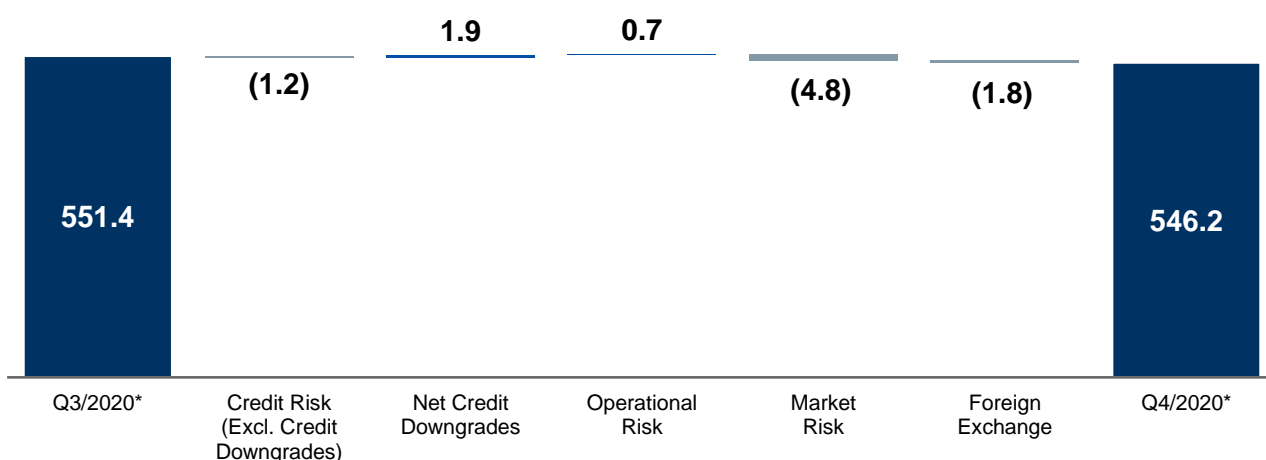 1.9
0.7
(1.2)
(4.8)
(1.8)
551.4
546.2
Q3/2020*
Credit Risk
(Excl. Credit
Downgrades)
Net Credit
Downgrades
Operational
Risk
Market
Risk
Foreign
Exchange
Q4/2020*